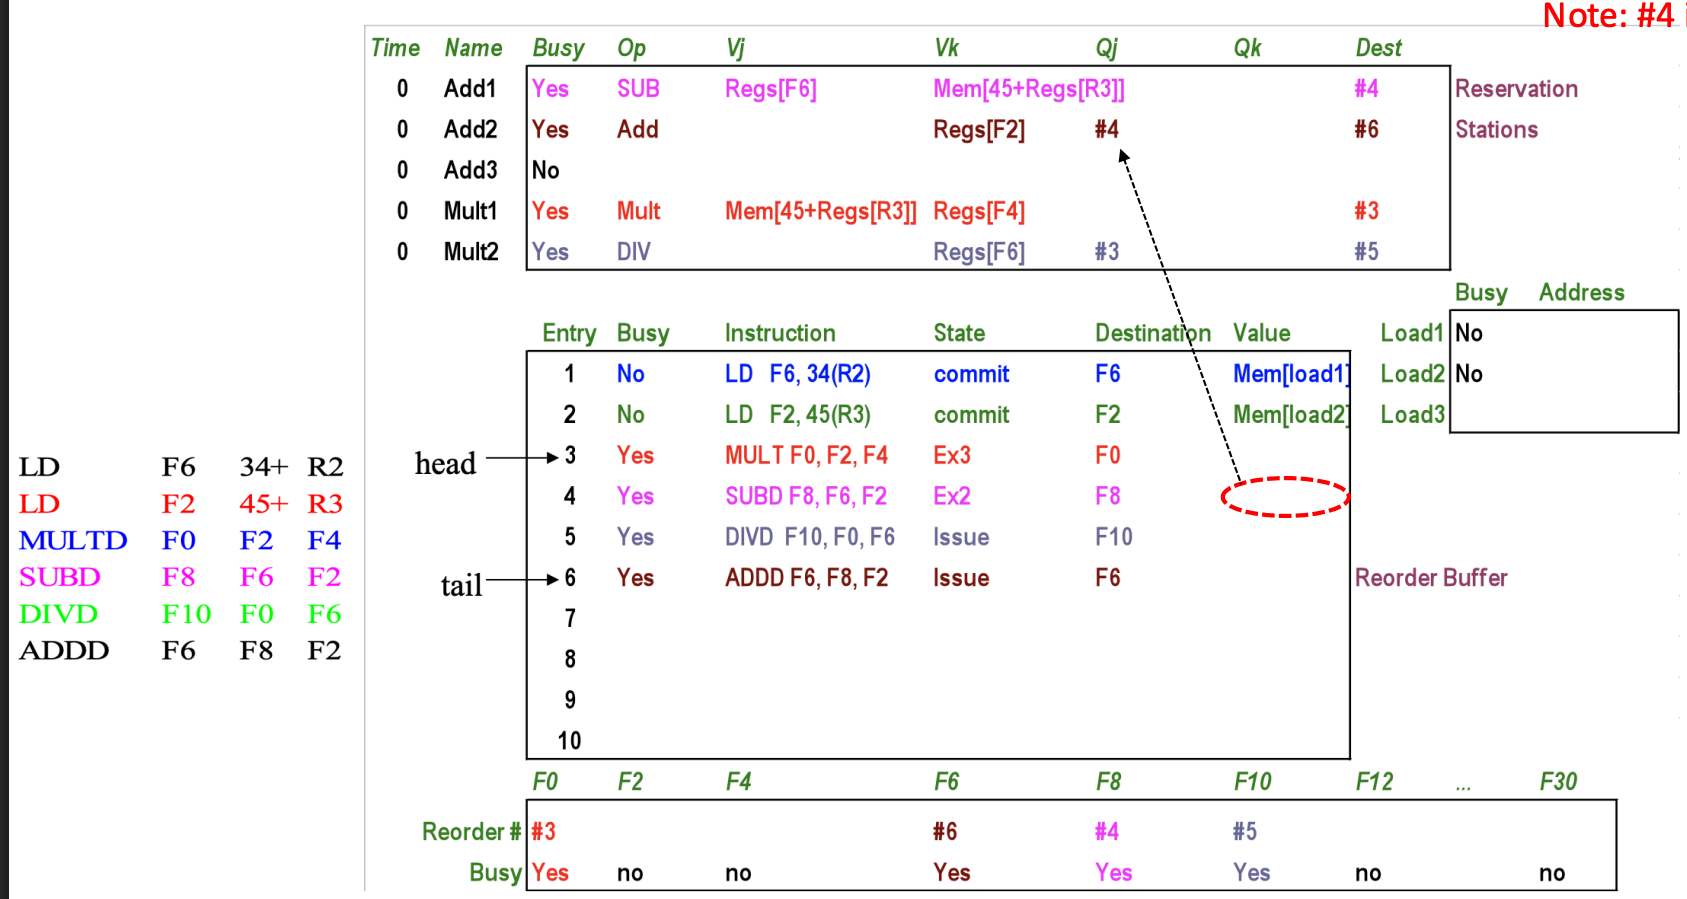 Note: #4 i
Time Name Busy Op Vj Vk Qj Qk Dest
0 Add1 Yes SUB Regs[F6] Mem[45+Regs[R3]] #4 Reservation
0 Add2 Yes Add Regs[F2] #4 #6 Stations
0 Add3 No
0 Mult1 Yes Mult Mem[45+Regs[R3]] Regs[F4] #3
0 Mult2 Yes DIV Regs[F6] #3 #5
Busy Address
Entry Busy Instruction State Destination Value Load1 No
1 No LD F6, 34(R2) commit F6 Mem[load1] Load2 No
2 No LD F2, 45(R3) commit F2 Mem[load2] Load3
head 3 Yes MULT F0, F2, F4 Ex3 F0
4 Yes SUBD F8, F6, F2 Ex2 F8
5 Yes DIVD F10, F0, F6 Issue F10
tail 6 Yes ADDD F6, F8, F2 Issue F6 Reorder Buffer
7
8
9
10
LD F6 34+ R2
LD F2 45+ R3
MULTD F0 F2 F4
SUBD F8 F6 F2
DIVD F10 F0 F6
ADDD F6 F8 F2
F0 F2 F4 F6 F8 F10 F12 ... F30
Reorder # #3 #6 #4 #5
Busy Yes no no Yes Yes Yes no no